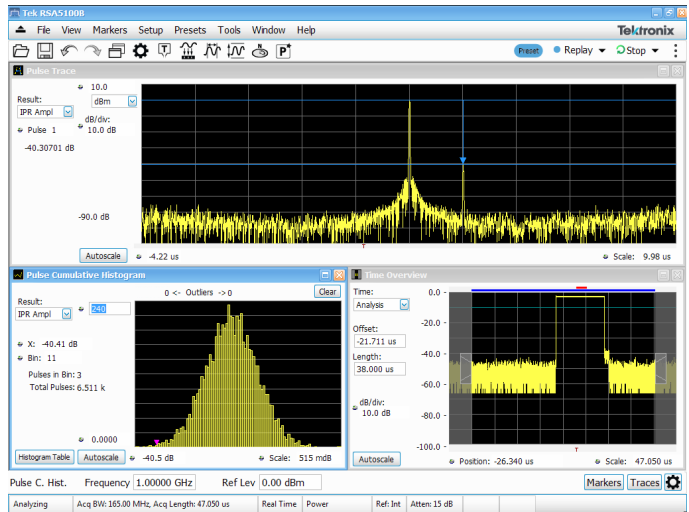 Tek RSA5100B
File View Markers Setup Presets Tools Window Help
Tektronix
Preset Replay Stop
Pulse Trace
Result:
IPR Ampl
Pulse 1
-40.30701 dB
10.0
dBm
dB/div:
10.0 dB
-90.0 dB
Autoscale
-4.22 us
T
Scale: 9.98 us
Pulse Cumulative Histogram
0 <- Outliers -> 0
Clear
Result:
IPR Ampl
240
X: -40.41 dB
Bin: 11
Pulses in Bin: 3
Total Pulses: 6.511 k
0.0000
Histogram Table
Autoscale
-40.5 dB
Scale: 515 mdB
Time Overview
Time:
Analysis
Offset:
-21.711 us
Length:
38.000 us
dB/div:
10.0 dB
Autoscale
0.0
-20.0
-40.0
-60.0
-80.0
-100.0
T
Position: -26.340 us
Scale: 47.050 us
Pulse C. Hist. Frequency 1.00000 GHz Ref Lev 0.00 dBm Markers Traces
Analyzing Acq BW: 165.00 MHz, Acq Length: 47.050 us Real Time Power Ref: Int Atten: 15 dB